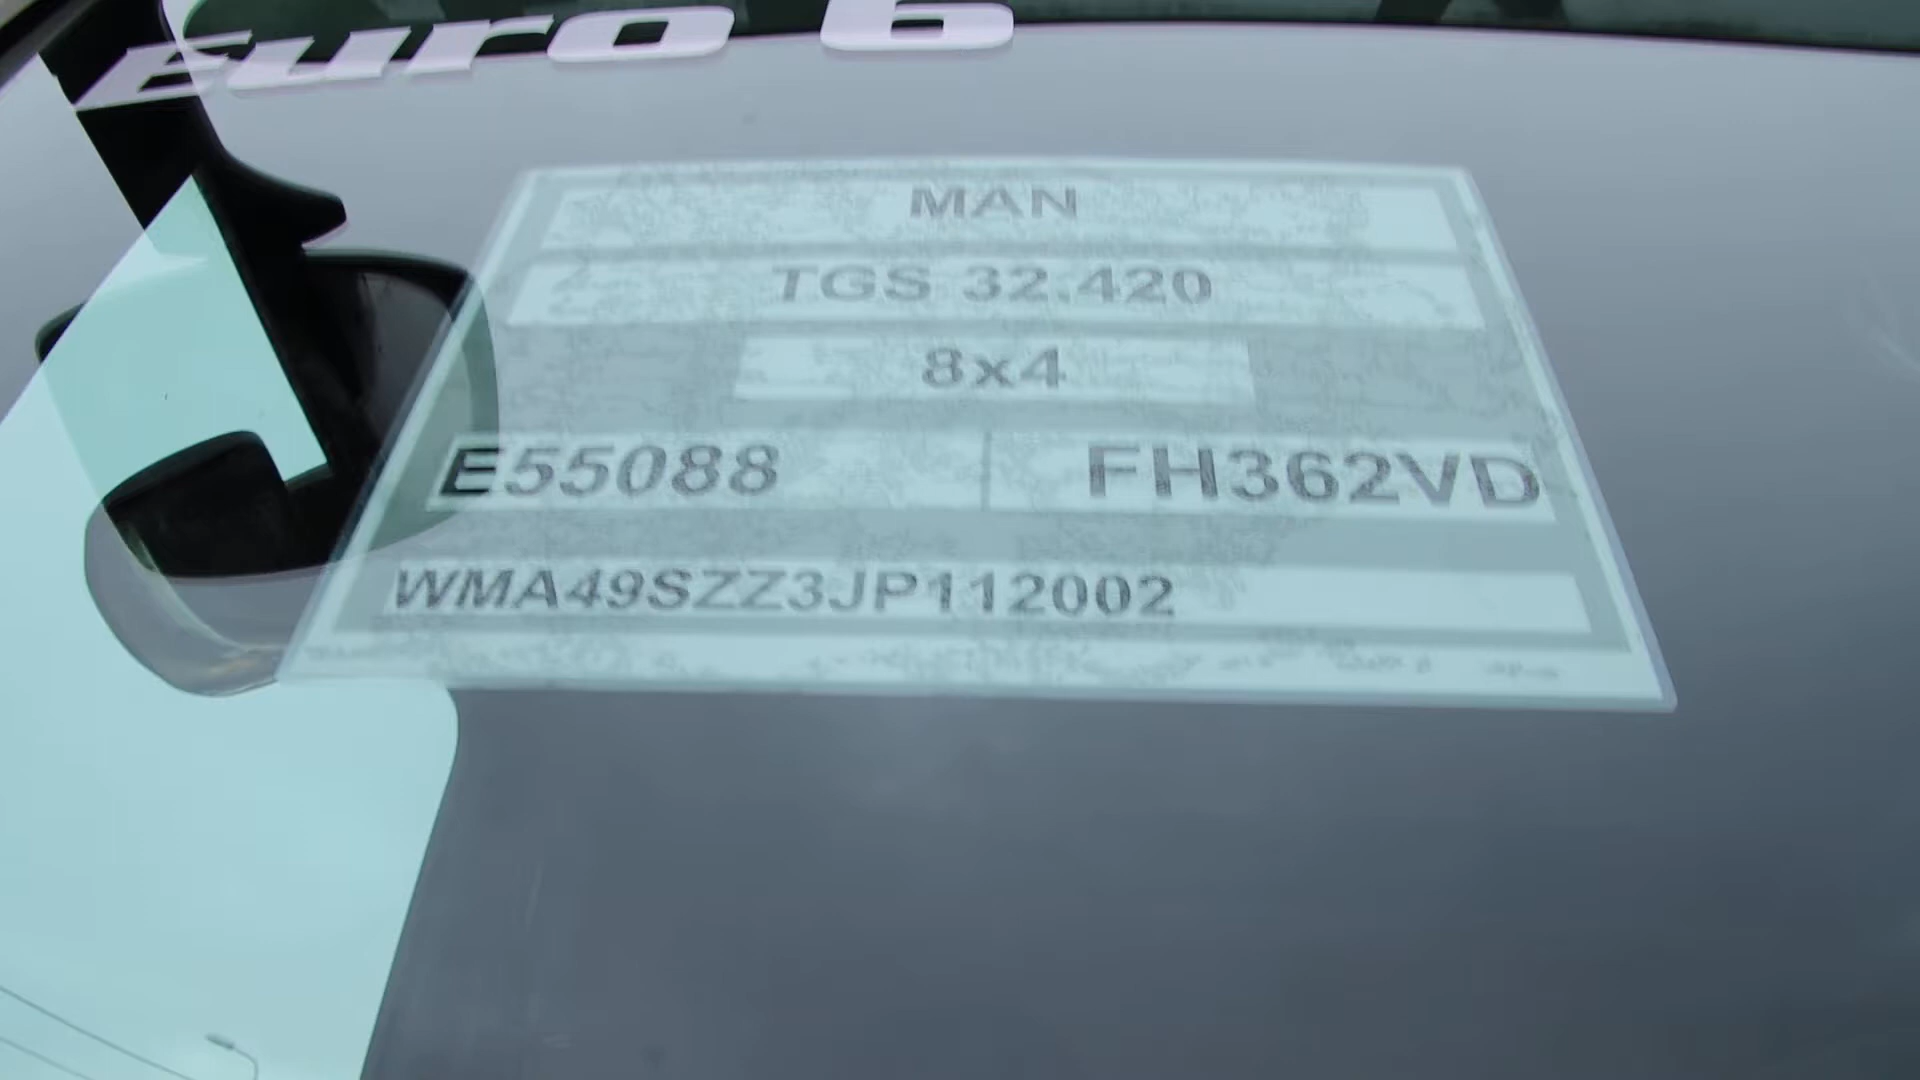 Euro 6
MAN
TGS 32.420
8x4
E55088 FH362VD
WMA49SZZ3JP112002